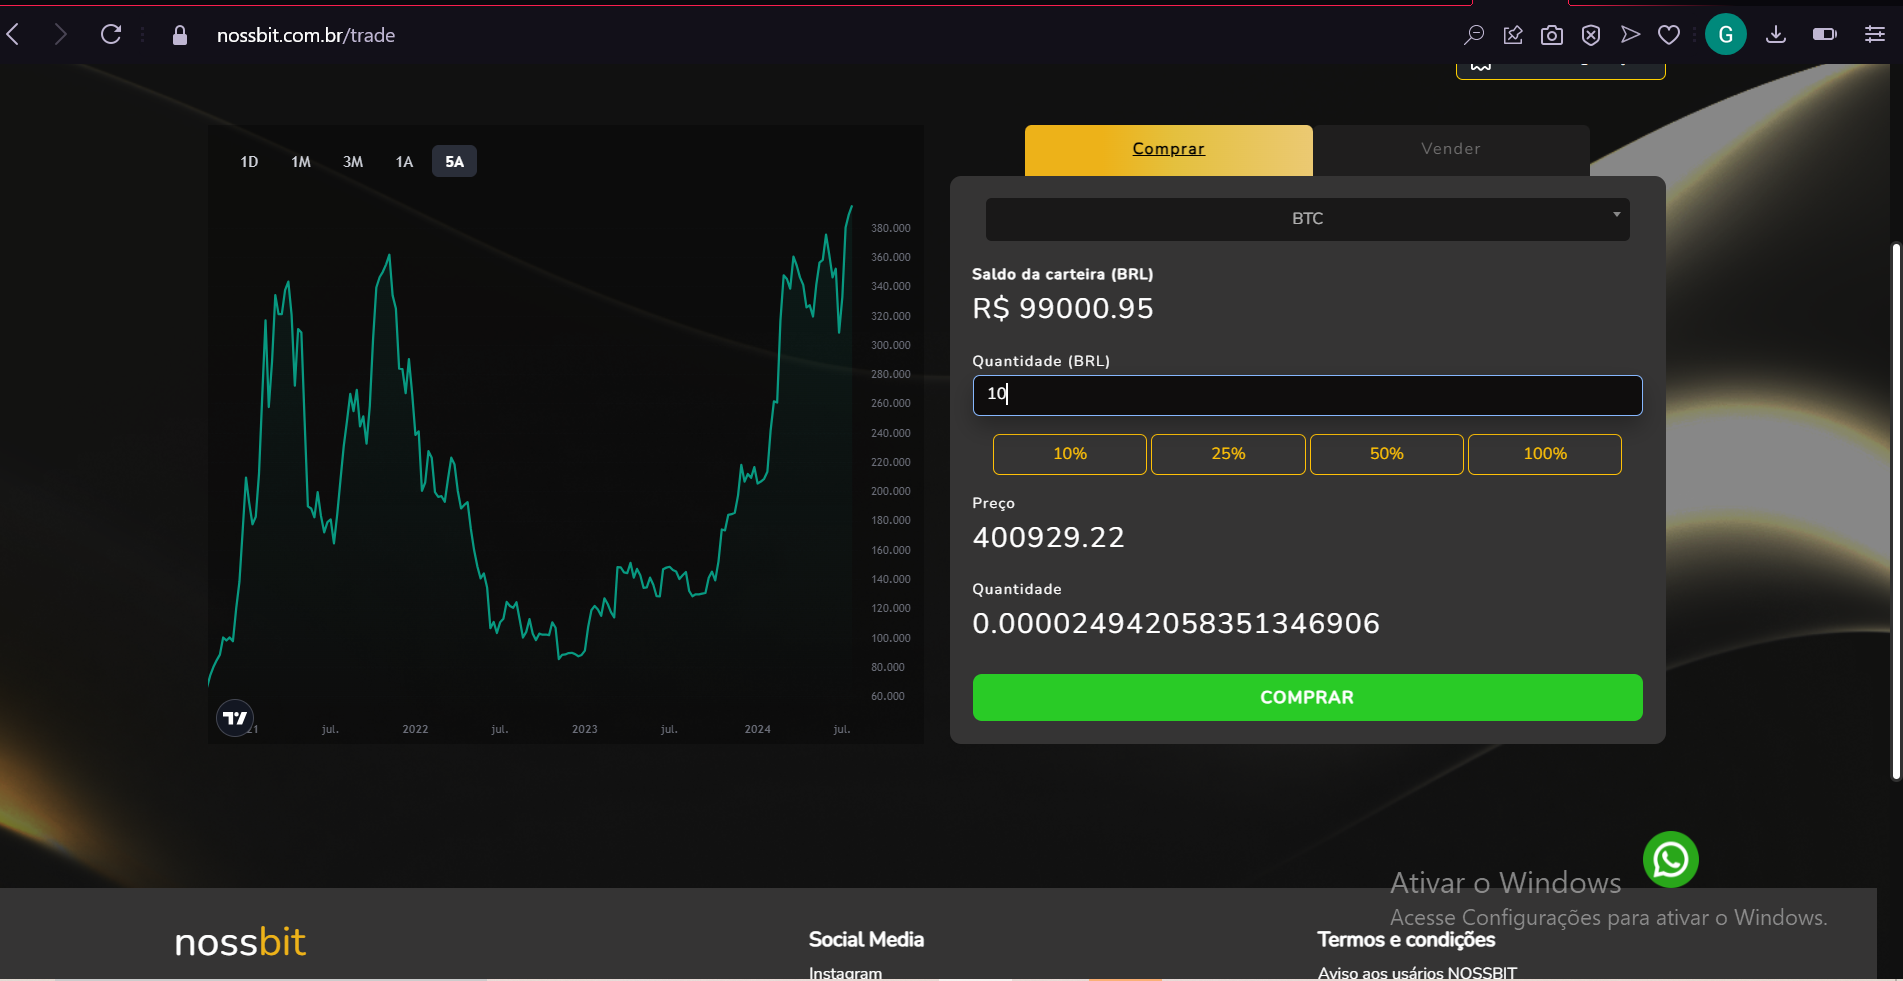 nossbit.com.br/trade
G
1D 1M 3M 1A 5A
Comprar
Vender
BTC
Saldo da carteira (BRL)
R$ 99000.95
Quantidade (BRL)
10
10% 25% 50% 100%
Preço
400929.22
Quantidade
0.000024942058351346906
COMPRAR
380.000
360.000
340.000
320.000
300.000
280.000
260.000
240.000
220.000
200.000
180.000
160.000
140.000
120.000
100.000
80.000
60.000
21 jul. 2022 jul. 2023 jul. 2024 jul.
Ativar o Windows
Acesse Configurações para ativar o Windows.
nossbit
Social Media
Instagram
Termos e condições
Aviso aos usários NOSSBIT